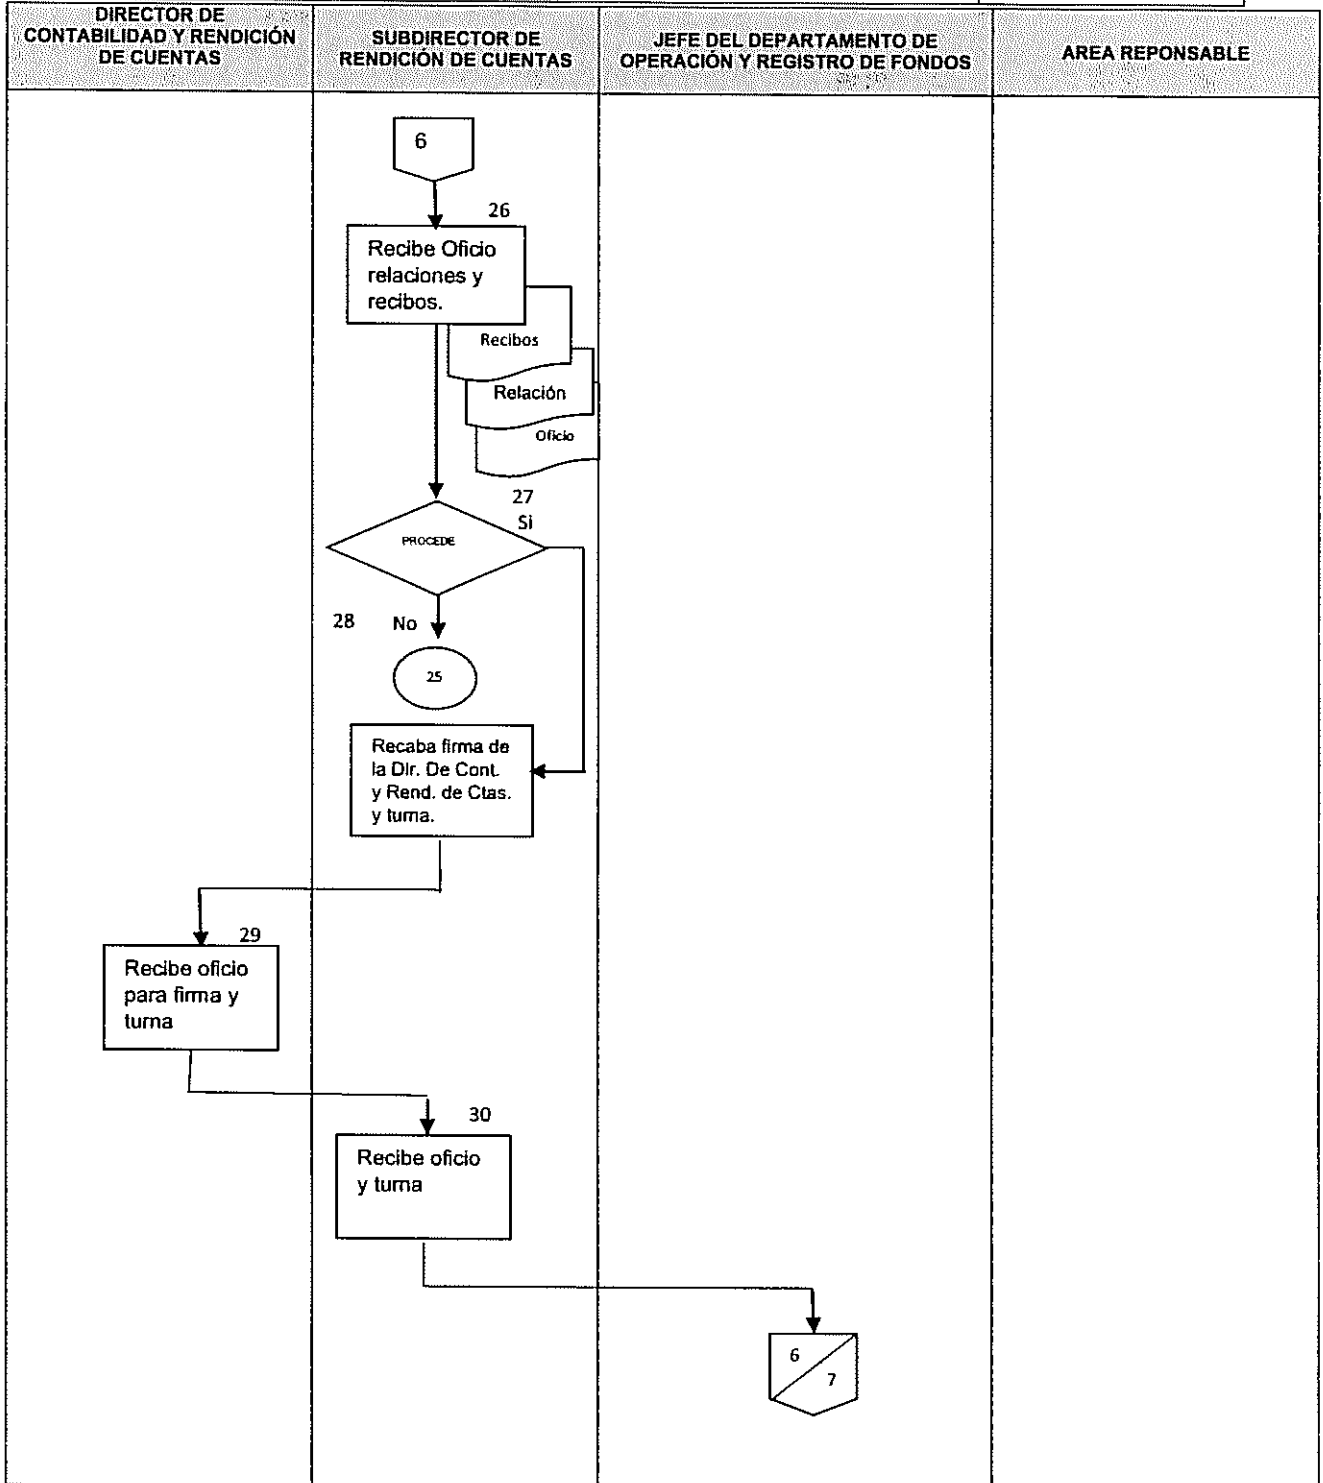 DIRECTOR DE
CONTABILIDAD Y RENDICIÓN
DE CUENTAS
SUBDIRECTOR DE
RENDICIÓN DE CUENTAS
JEFE DEL DEPARTAMENTO DE
OPERACIÓN Y REGISTRO DE FONDOS
AREA REPONSABLE
6
26
Recibe Oficio
relaciones y
recibos.
Recibos
Relación
Oficio
27
Si
PROCEDE
28
No
25
Recaba firma de
la Dir. De Cont.
y Rend. de Ctas.
y turna.
29
Recibe oficio
para firma y
turna
30
Recibe oficio
y turna
6
7